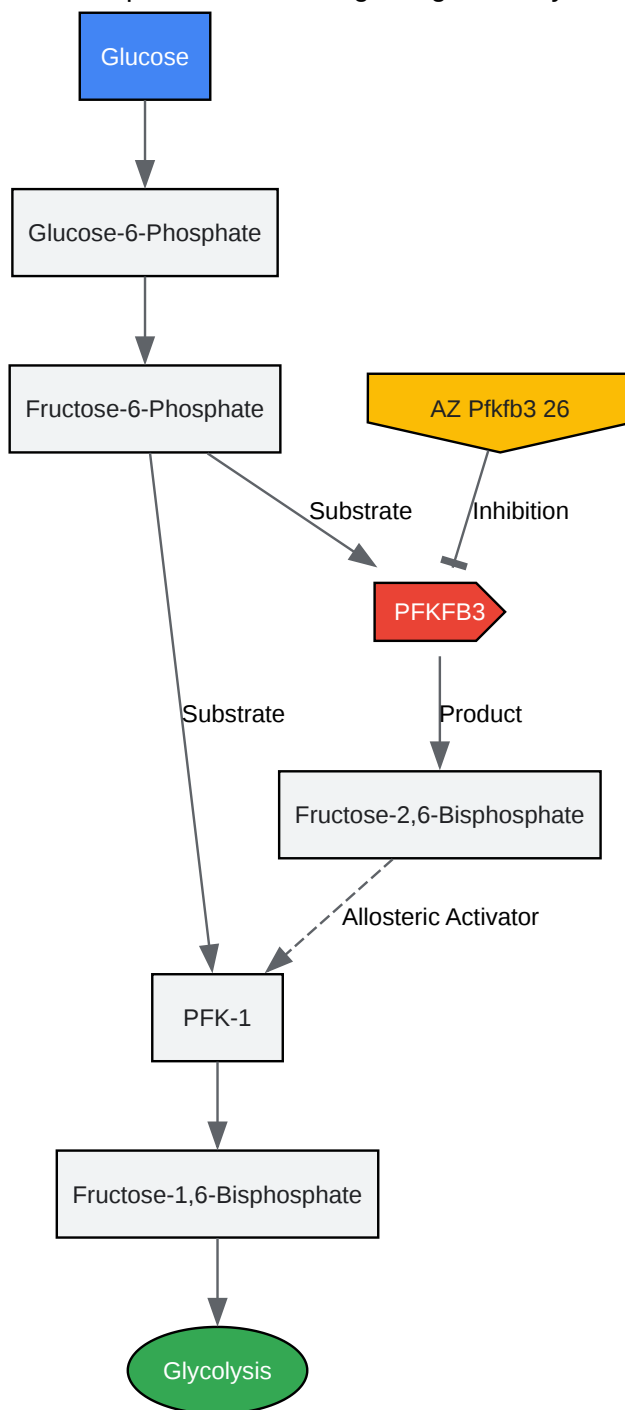 Glucose
Glucose-6-Phosphate
Fructose-6-Phosphate
AZ Pfkfb3 26
Substrate
Inhibition
PFKFB3
Substrate
Product
Fructose-2,6-Bisphosphate
Allosteric Activator
PFK-1
Fructose-1,6-Bisphosphate
Glycolysis